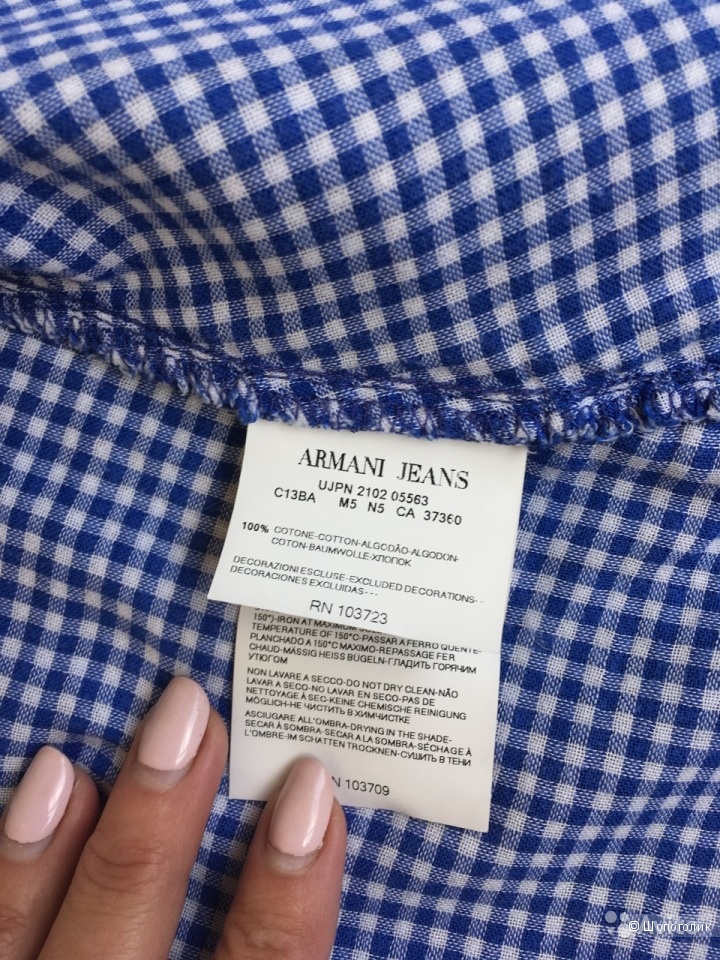 ARMANI JEANS
UJPN 2102 05563
C13BA M5 N5 CA 37360
100% COTONE-COTTON-ALGODÃO-ALGODON-
COTON-BAUMWOLLE-ХЛОПОК
DECORAZIONI ESCLUSE-EXCLUDED DECORATIONS-
DECORACIONES EXCLUIDAS---
RN 103723
150°)-IRON AT MAXIMUM
TEMPERATURE OF 150°C-PASSAR A FERRO QUENTE-
PLANCHADO A 150°C MAXIMO-REPASSAGE FER
CHAUD-MÄSSIG HEISS BÜGELN-ГЛАДИТЬ ГОРЯЧИМ
УТЮГОМ
NON LAVARE A SECCO-DO NOT DRY CLEAN-NÃO
LAVAR A SECO-NO LAVAR EN SECO-PAS DE
NETTOYAGE À SEC-KEINE CHEMISCHE REINIGUNG
MÖGLICH-НЕ ЧИСТИТЬ В ХИМЧИСТКЕ
ASCIUGARE ALL'OMBRA-DRYING IN THE SHADE-
SECAR À SOMBRA-SECAR A LA SOMBRA-SÉCHAGE À
L'OMBRE-IM SCHATTEN TROCKNEN-СУШИТЬ В ТЕНИ
N 103709
© Шопоголик